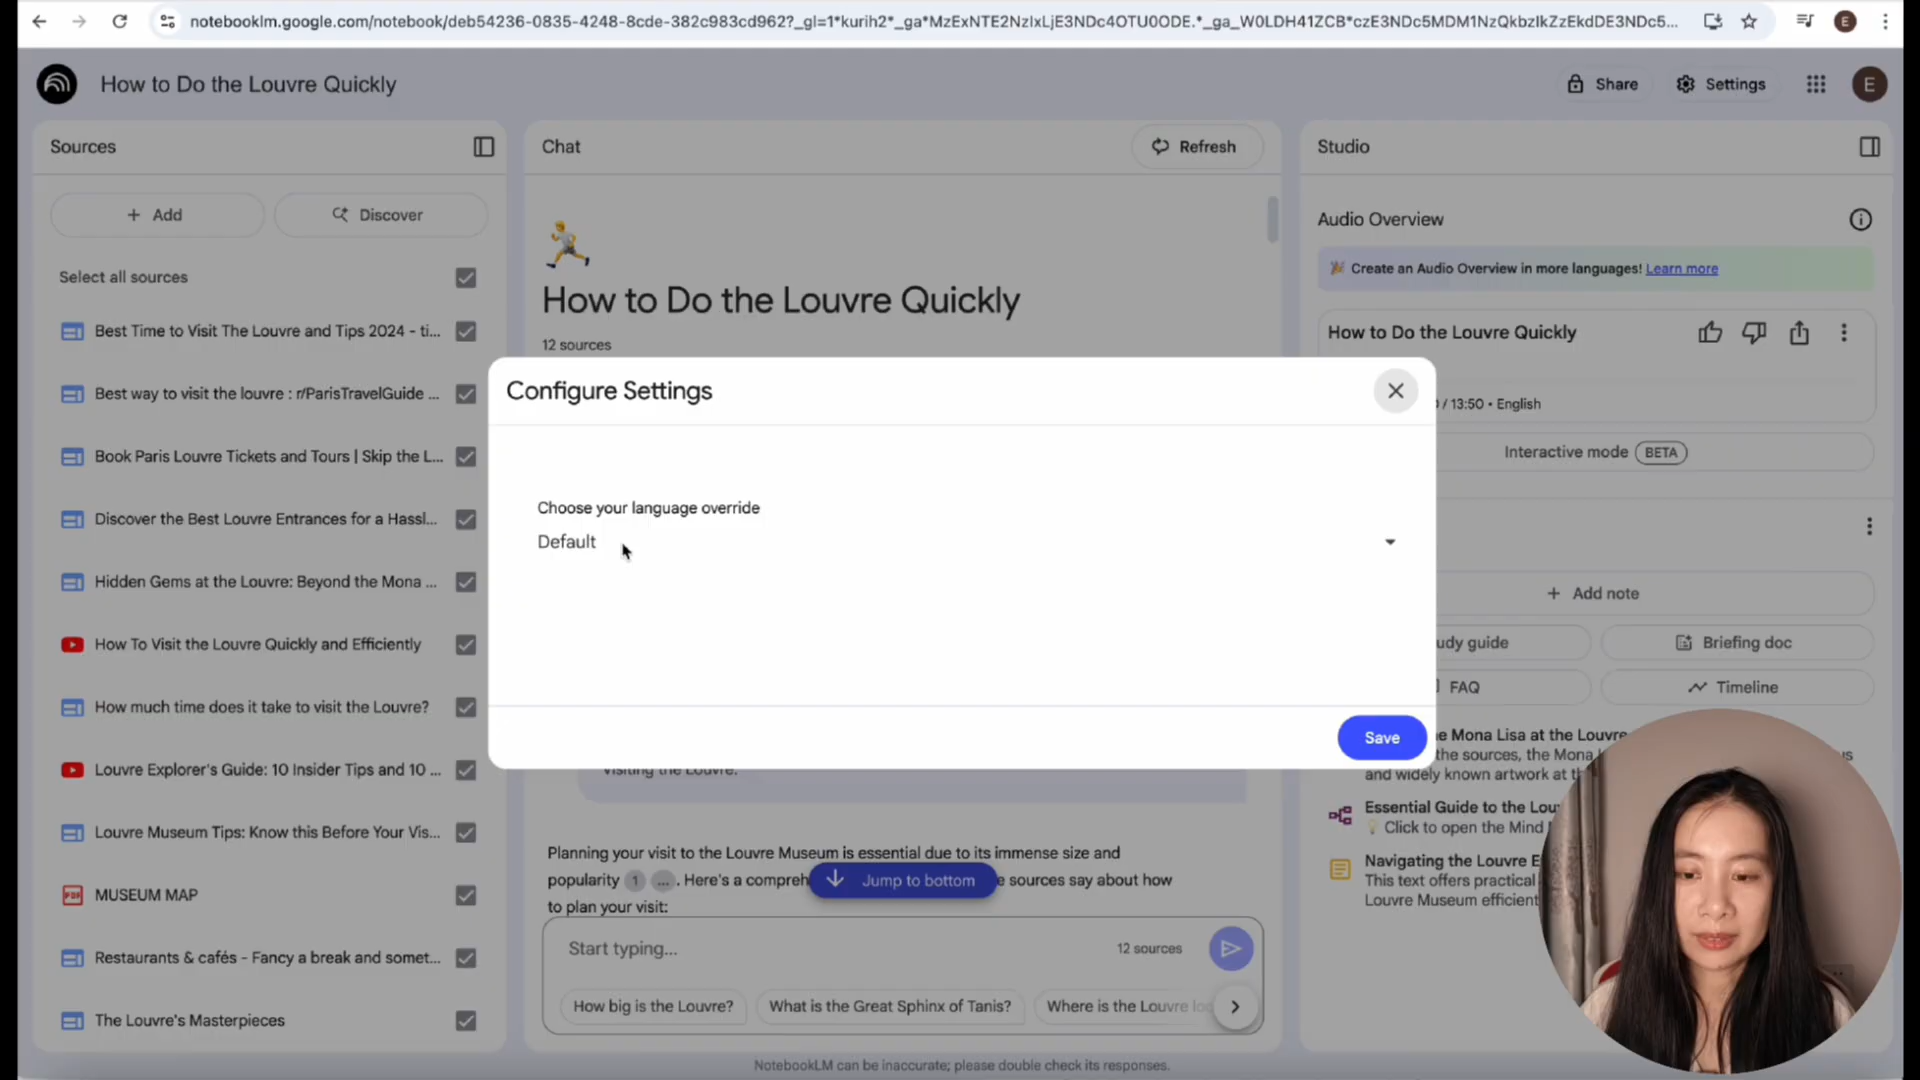 notebooklm.google.com/notebook/deb54236-0835-4248-8cde-382c983cd962?_gl=1*kurih2*_ga*MzExNTE2NzIxLjE3NDc4OTU0ODE.*_ga_W0LDH41ZCB*czE3NDc5MDM1NzQkbzIkZzEkdDE3NDc5...
E
How to Do the Louvre Quickly
Share
Settings
E
Sources
Chat
Refresh
Studio
+ Add
Discover
Select all sources
Best Time to Visit The Louvre and Tips 2024 - ti...
Best way to visit the louvre : r/ParisTravelGuide ...
Book Paris Louvre Tickets and Tours | Skip the L...
Discover the Best Louvre Entrances for a Hassl...
Hidden Gems at the Louvre: Beyond the Mona ...
How To Visit the Louvre Quickly and Efficiently
How much time does it take to visit the Louvre?
Louvre Explorer's Guide: 10 Insider Tips and 10 ...
Louvre Museum Tips: Know this Before Your Vis...
PDF
MUSEUM MAP
Restaurants & cafés - Fancy a break and somet...
The Louvre's Masterpieces
How to Do the Louvre Quickly
12 sources
Configure Settings
Choose your language override
Default
Save
Visiting the Louvre.
Planning your visit to the Louvre Museum is essential due to its immense size and
popularity 1 ... . Here's a compreh
Jump to bottom
e sources say about how
to plan your visit:
Start typing...
12 sources
How big is the Louvre?
What is the Great Sphinx of Tanis?
Where is the Louvre lo
NotebookLM can be inaccurate; please double check its responses.
Audio Overview
Create an Audio Overview in more languages! Learn more
How to Do the Louvre Quickly
/ 13:50 • English
Interactive mode BETA
+ Add note
udy guide
Briefing doc
FAQ
Timeline
e Mona Lisa at the Louvre
the sources, the Mona
and widely known artwork at th
Essential Guide to the Lou
Click to open the Mind
Navigating the Louvre E
This text offers practical
Louvre Museum efficient